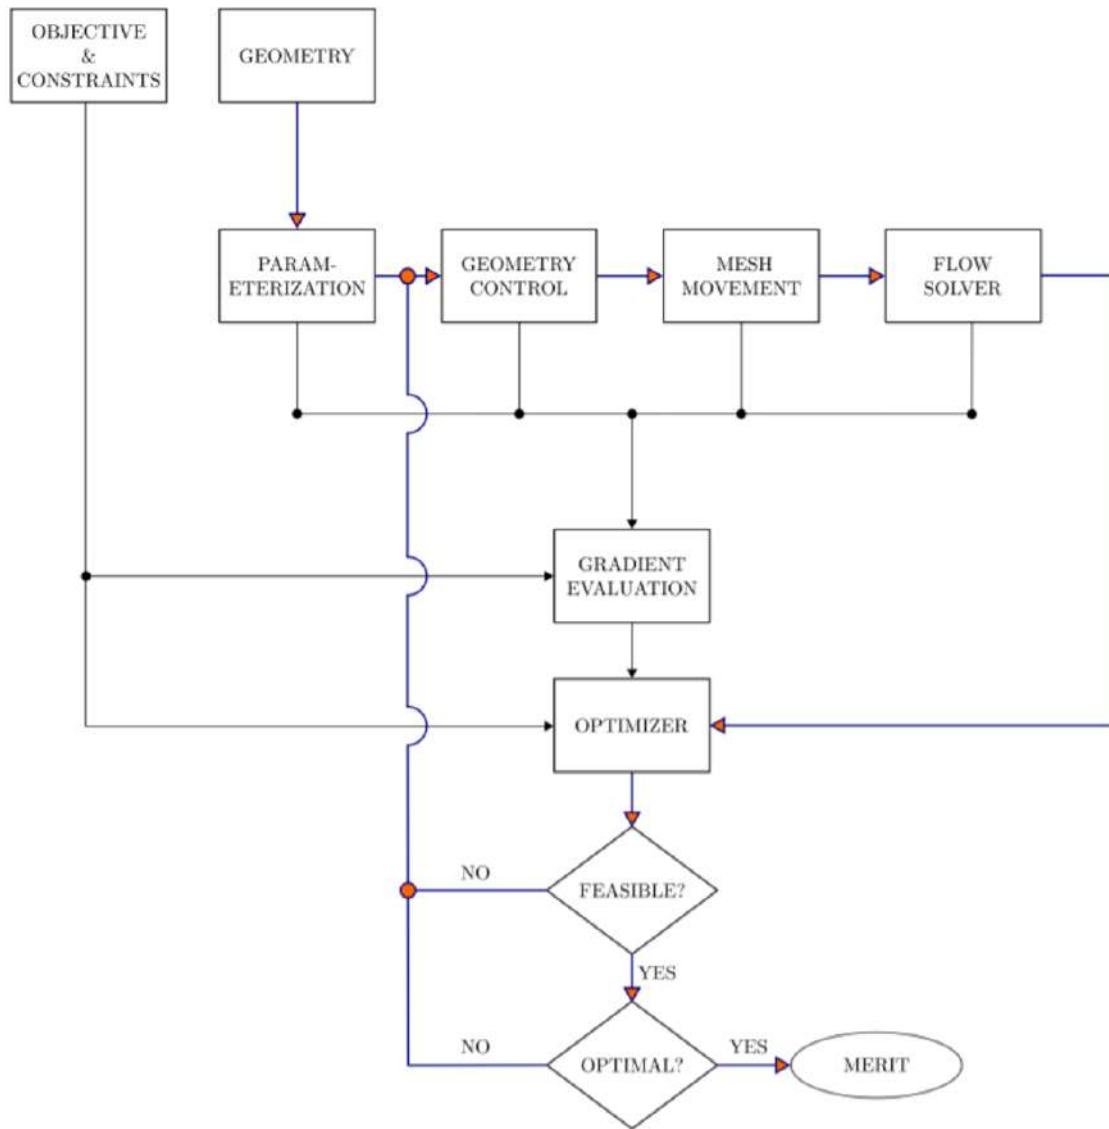 OBJECTIVE
&
CONSTRAINTS
GEOMETRY
PARAM-
ETERIZATION
GEOMETRY
CONTROL
MESH
MOVEMENT
FLOW
SOLVER
GRADIENT
EVALUATION
OPTIMIZER
NO
FEASIBLE?
YES
NO
OPTIMAL?
YES
MERIT